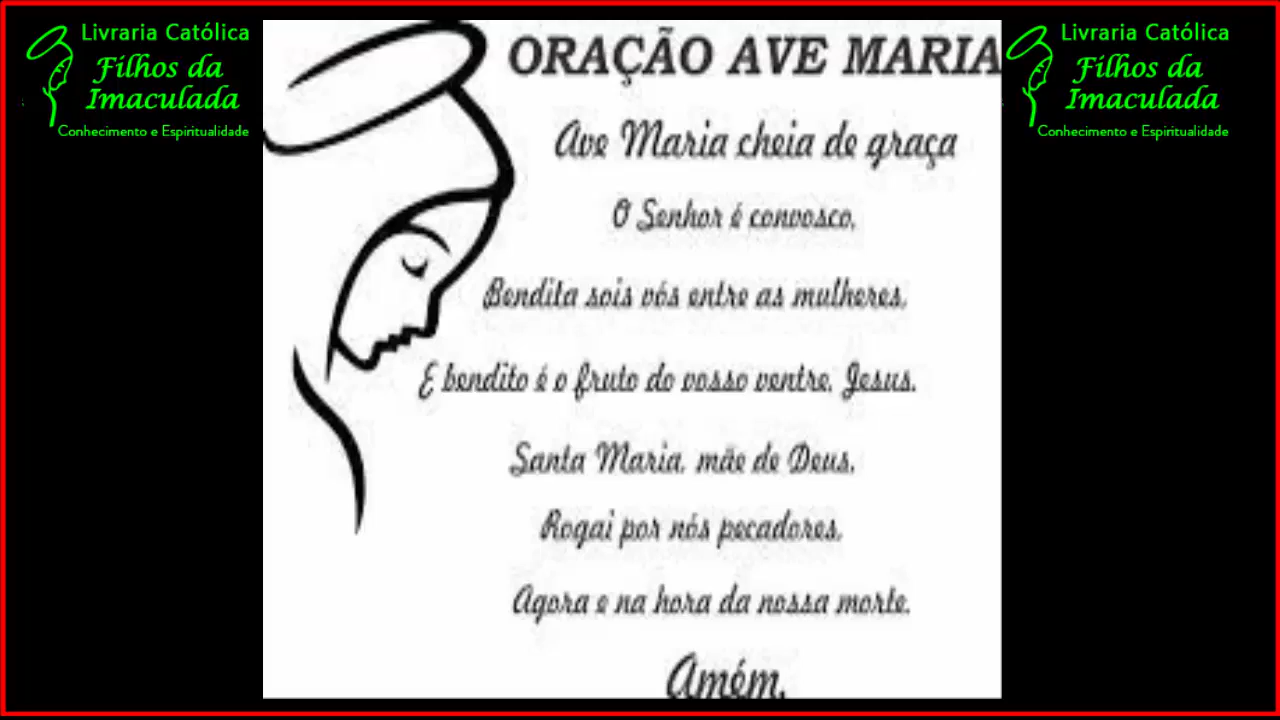 Livraria Católica
Filhos da
Imaculada
Conhecimento e Espiritualidade
ORAÇÃO AVE MARIA
Ave Maria cheia de graça
O Senhor é convosco,
Bendita sois vós entre as mulheres,
E bendito é o fruto do vosso ventre, Jesus.
Santa Maria, mãe de Deus,
Rogai por nós pecadores,
Agora e na hora da nossa morte.
Amém.
Livraria Católica
Filhos da
Imaculada
Conhecimento e Espiritualidade